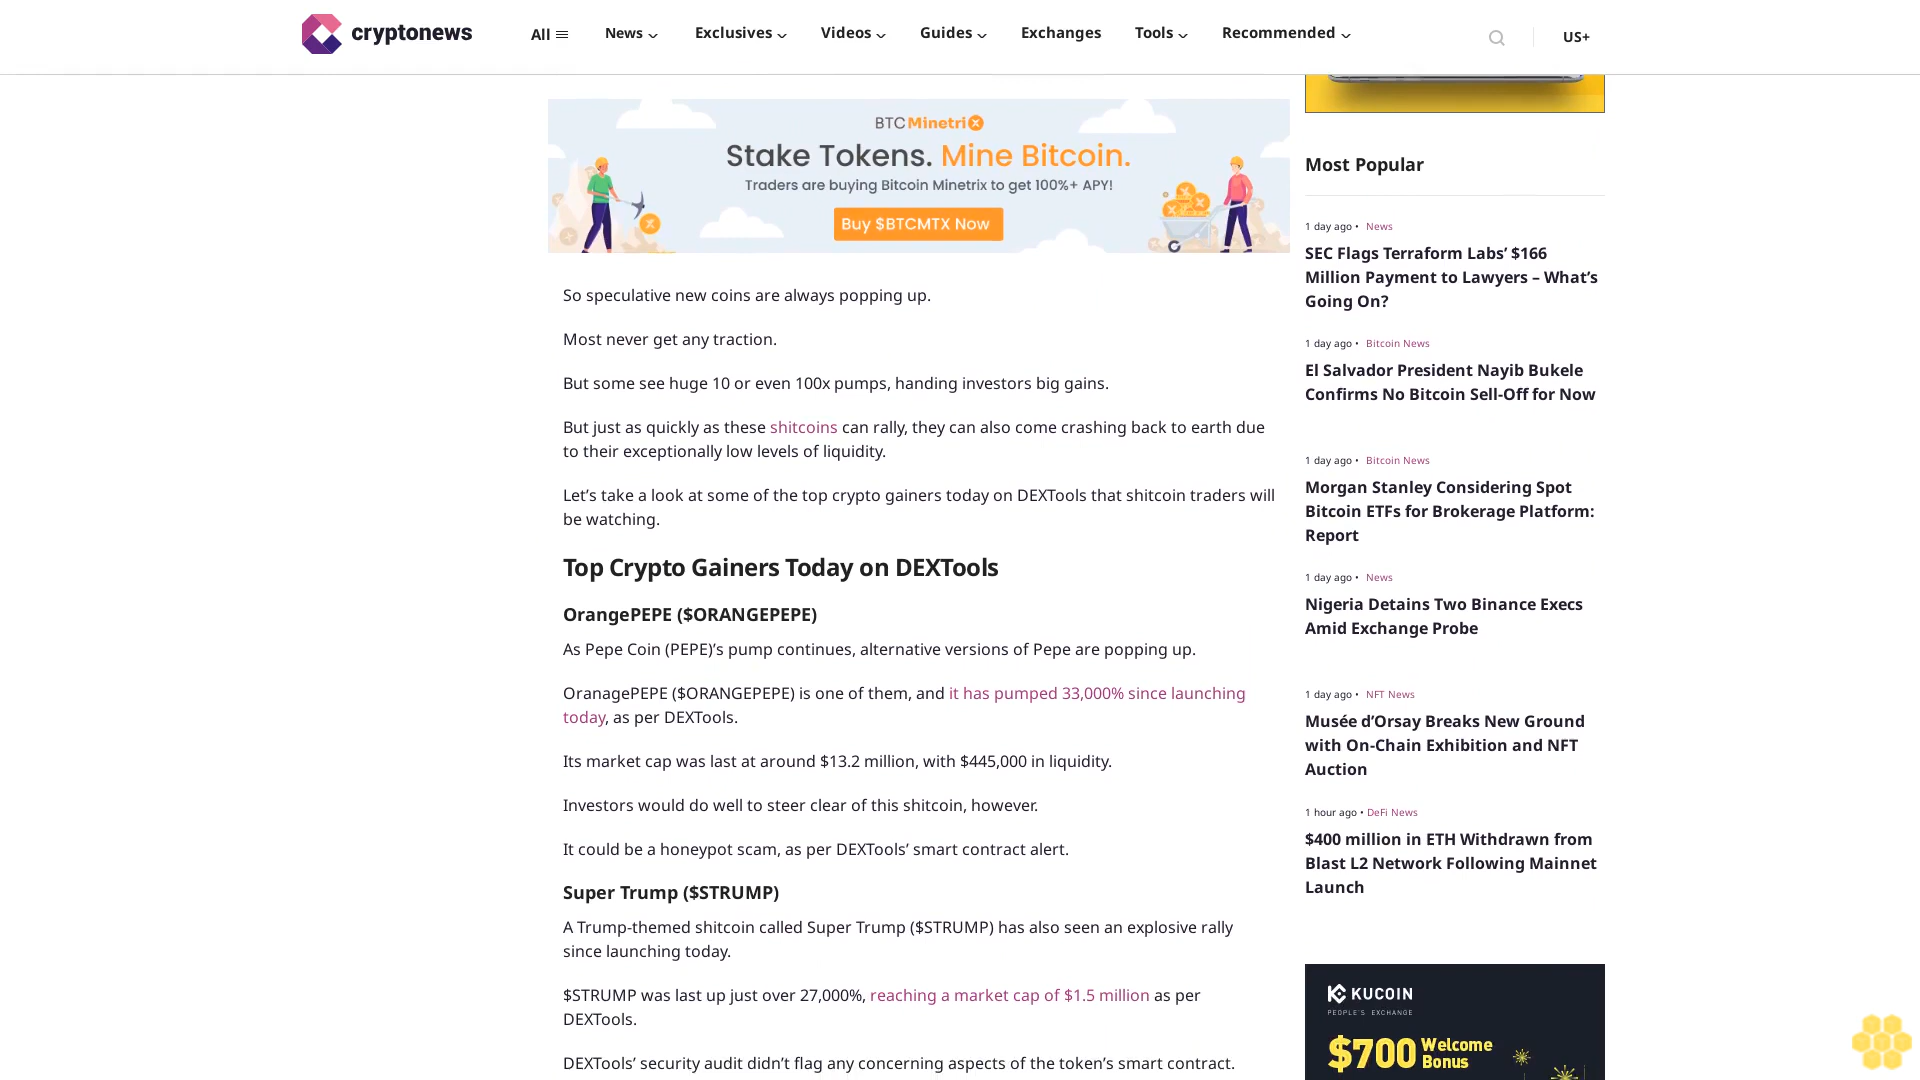 cryptonews
All
News
Exclusives
Videos
Guides
Exchanges
Tools
Recommended
US+
BTC Minetrix
Stake Tokens. Mine Bitcoin.
Traders are buying Bitcoin Minetrix to get 100%+ APY!
Buy $BTCMTX Now
So speculative new coins are always popping up.
Most never get any traction.
But some see huge 10 or even 100x pumps, handing investors big gains.
But just as quickly as these shitcoins can rally, they can also come crashing back to earth due
to their exceptionally low levels of liquidity.
Let’s take a look at some of the top crypto gainers today on DEXTools that shitcoin traders will
be watching.
Top Crypto Gainers Today on DEXTools
OrangePEPE ($ORANGEPEPE)
As Pepe Coin (PEPE)’s pump continues, alternative versions of Pepe are popping up.
OranagePEPE ($ORANGEPEPE) is one of them, and it has pumped 33,000% since launching
today, as per DEXTools.
Its market cap was last at around $13.2 million, with $445,000 in liquidity.
Investors would do well to steer clear of this shitcoin, however.
It could be a honeypot scam, as per DEXTools’ smart contract alert.
Super Trump ($STRUMP)
A Trump-themed shitcoin called Super Trump ($STRUMP) has also seen an explosive rally
since launching today.
$STRUMP was last up just over 27,000%, reaching a market cap of $1.5 million as per
DEXTools.
DEXTools’ security audit didn’t flag any concerning aspects of the token’s smart contract.
Most Popular
1 day ago • News
SEC Flags Terraform Labs’ $166
Million Payment to Lawyers – What’s
Going On?
1 day ago • Bitcoin News
El Salvador President Nayib Bukele
Confirms No Bitcoin Sell-Off for Now
1 day ago • Bitcoin News
Morgan Stanley Considering Spot
Bitcoin ETFs for Brokerage Platform:
Report
1 day ago • News
Nigeria Detains Two Binance Execs
Amid Exchange Probe
1 day ago • NFT News
Musée d’Orsay Breaks New Ground
with On-Chain Exhibition and NFT
Auction
1 hour ago • DeFi News
$400 million in ETH Withdrawn from
Blast L2 Network Following Mainnet
Launch
KUCOIN
PEOPLE'S EXCHANGE
$700 Welcome
Bonus